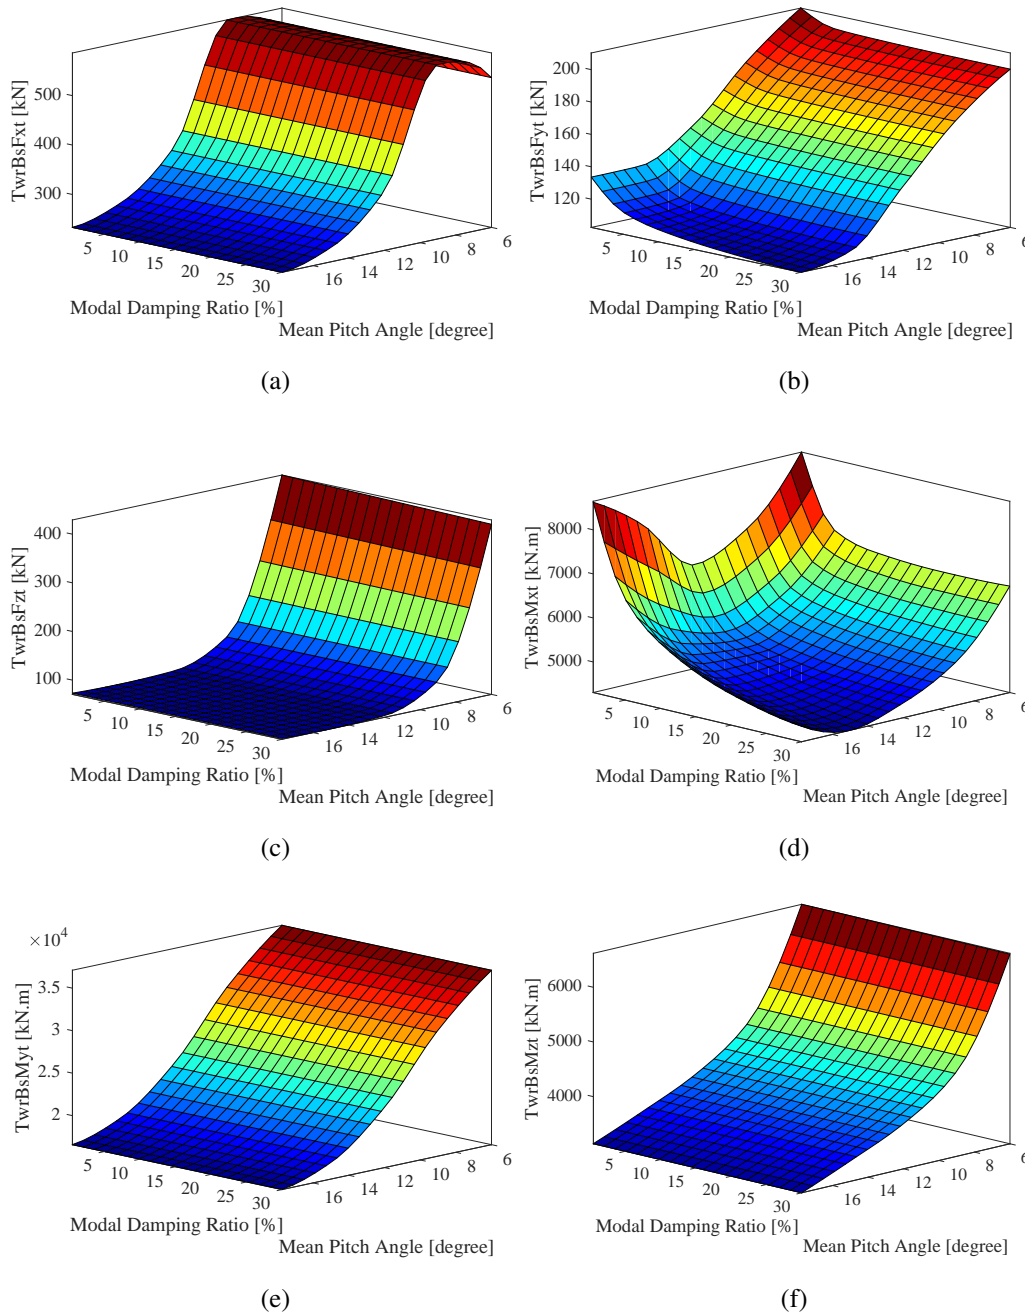 TwrBsFxt [kN]
500
400
300
5 10 15 20 25 30
16 14 12 10 8 6
Modal Damping Ratio [%]
Mean Pitch Angle [degree]
(a)
TwrBsFyt [kN]
200
180
160
140
120
5 10 15 20 25 30
16 14 12 10 8 6
Modal Damping Ratio [%]
Mean Pitch Angle [degree]
(b)
TwrBsFzt [kN]
400
300
200
100
5 10 15 20 25 30
16 14 12 10 8 6
Modal Damping Ratio [%]
Mean Pitch Angle [degree]
(c)
TwrBsMxt [kN.m]
8000
7000
6000
5000
5 10 15 20 25 30
16 14 12 10 8 6
Modal Damping Ratio [%]
Mean Pitch Angle [degree]
(d)
×10⁴
TwrBsMyt [kN.m]
3.5
3
2.5
2
5 10 15 20 25 30
16 14 12 10 8 6
Modal Damping Ratio [%]
Mean Pitch Angle [degree]
(e)
TwrBsMzt [kN.m]
6000
5000
4000
5 10 15 20 25 30
16 14 12 10 8 6
Modal Damping Ratio [%]
Mean Pitch Angle [degree]
(f)